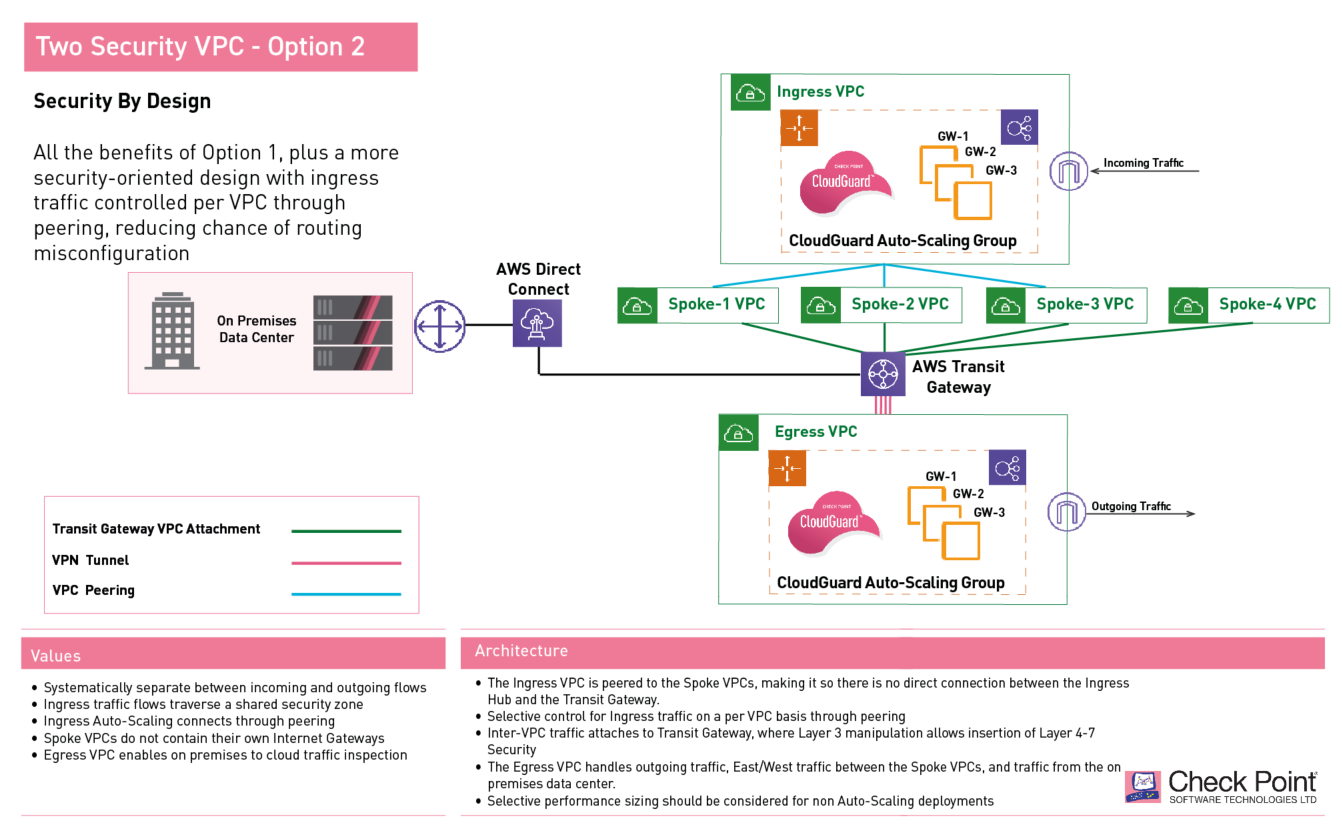 Two Security VPC - Option 2
Security By Design
All the benefits of Option 1, plus a more
security-oriented design with ingress
traffic controlled per VPC through
peering, reducing chance of routing
misconfiguration
Ingress VPC
CHECK POINT
CloudGuard
GW-1
GW-2
GW-3
CloudGuard Auto-Scaling Group
Incoming Traffic
On Premises
Data Center
AWS Direct
Connect
Spoke-1 VPC
Spoke-2 VPC
Spoke-3 VPC
Spoke-4 VPC
AWS Transit
Gateway
Egress VPC
CHECK POINT
CloudGuard
GW-1
GW-2
GW-3
CloudGuard Auto-Scaling Group
Outgoing Traffic
Transit Gateway VPC Attachment
VPN Tunnel
VPC Peering
Values
• Systematically separate between incoming and outgoing flows
• Ingress traffic flows traverse a shared security zone
• Ingress Auto-Scaling connects through peering
• Spoke VPCs do not contain their own Internet Gateways
• Egress VPC enables on premises to cloud traffic inspection
Architecture
• The Ingress VPC is peered to the Spoke VPCs, making it so there is no direct connection between the Ingress
Hub and the Transit Gateway.
• Selective control for Ingress traffic on a per VPC basis through peering
• Inter-VPC traffic attaches to Transit Gateway, where Layer 3 manipulation allows insertion of Layer 4-7
Security
• The Egress VPC handles outgoing traffic, East/West traffic between the Spoke VPCs, and traffic from the on
premises data center.
• Selective performance sizing should be considered for non Auto-Scaling deployments
Check Point
SOFTWARE TECHNOLOGIES LTD